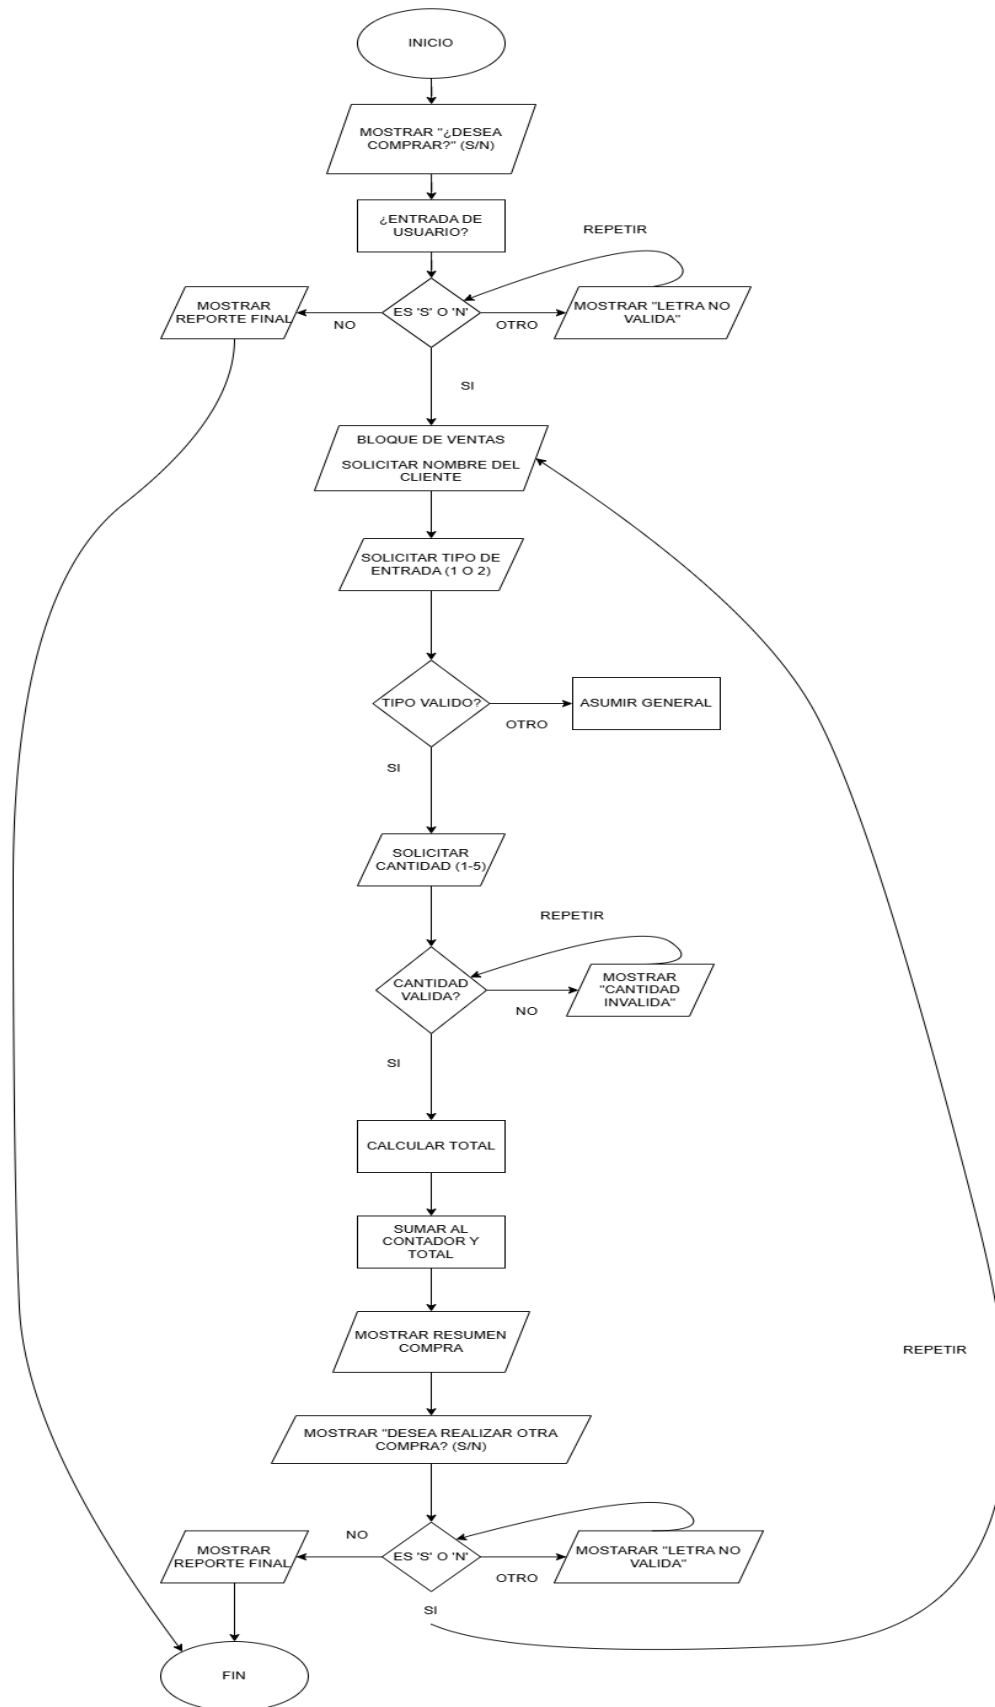 INICIO
MOSTRAR "¿DESEA
COMPRAR?" (S/N)
¿ENTRADA DE
USUARIO?
REPETIR
MOSTRAR
REPORTE FINAL
NO
ES 'S' O 'N'
OTRO
MOSTRAR "LETRA NO
VALIDA"
SI
BLOQUE DE VENTAS
SOLICITAR NOMBRE DEL
CLIENTE
SOLICITAR TIPO DE
ENTRADA (1 O 2)
TIPO VALIDO?
OTRO
ASUMIR GENERAL
SI
SOLICITAR
CANTIDAD (1-5)
REPETIR
CANTIDAD
VALIDA?
NO
MOSTRAR
"CANTIDAD
INVALIDA"
SI
CALCULAR TOTAL
SUMAR AL
CONTADOR Y
TOTAL
MOSTRAR RESUMEN
COMPRA
REPETIR
MOSTRAR "DESEA REALIZAR OTRA
COMPRA? (S/N)
MOSTRAR
REPORTE FINAL
NO
ES 'S' O 'N'
OTRO
MOSTARAR "LETRA NO
VALIDA"
SI
FIN